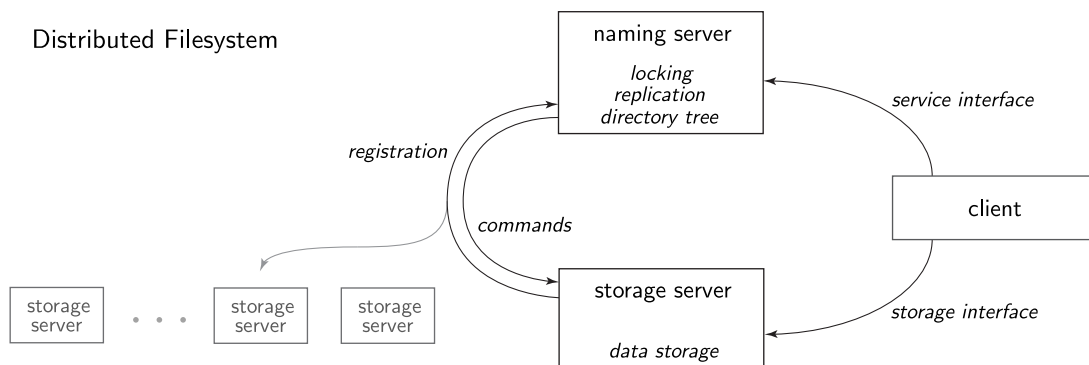 Distributed Filesystem
naming server
locking
replication
directory tree
service interface
registration
client
commands
storage server
storage interface
data storage
storage
server
storage
server
storage
server